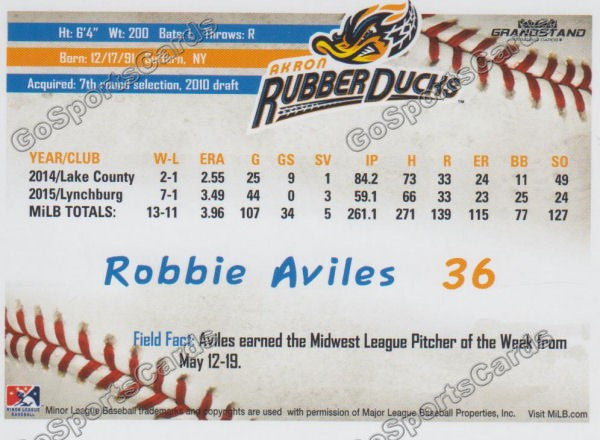 Ht: 6'4" Wt: 200 Bats: Throws: R
Born: 12/17/91 Suffern, NY
Acquired: 7th round selection, 2010 draft
AKRON
RUBBERDUCKS™
GRANDSTAND
YEAR/CLUB W-L ERA G GS SV IP H R ER BB SO
2014/Lake County 2-1 2.55 25 9 1 84.2 73 33 24 11 49
2015/Lynchburg 7-1 3.49 44 0 3 59.1 66 33 23 25 24
MiLB TOTALS: 13-11 3.96 107 34 5 261.1 271 139 115 77 127
Robbie Aviles 36
Field Fact: Aviles earned the Midwest League Pitcher of the Week from
May 12-19.
MINOR LEAGUE
BASEBALL
Minor League Baseball trademarks and copyrights are used with permission of Major League Baseball Properties, Inc. Visit MiLB.com
GoSportsCards
GoSportsCards
GoSportsCards
GoSportsCards